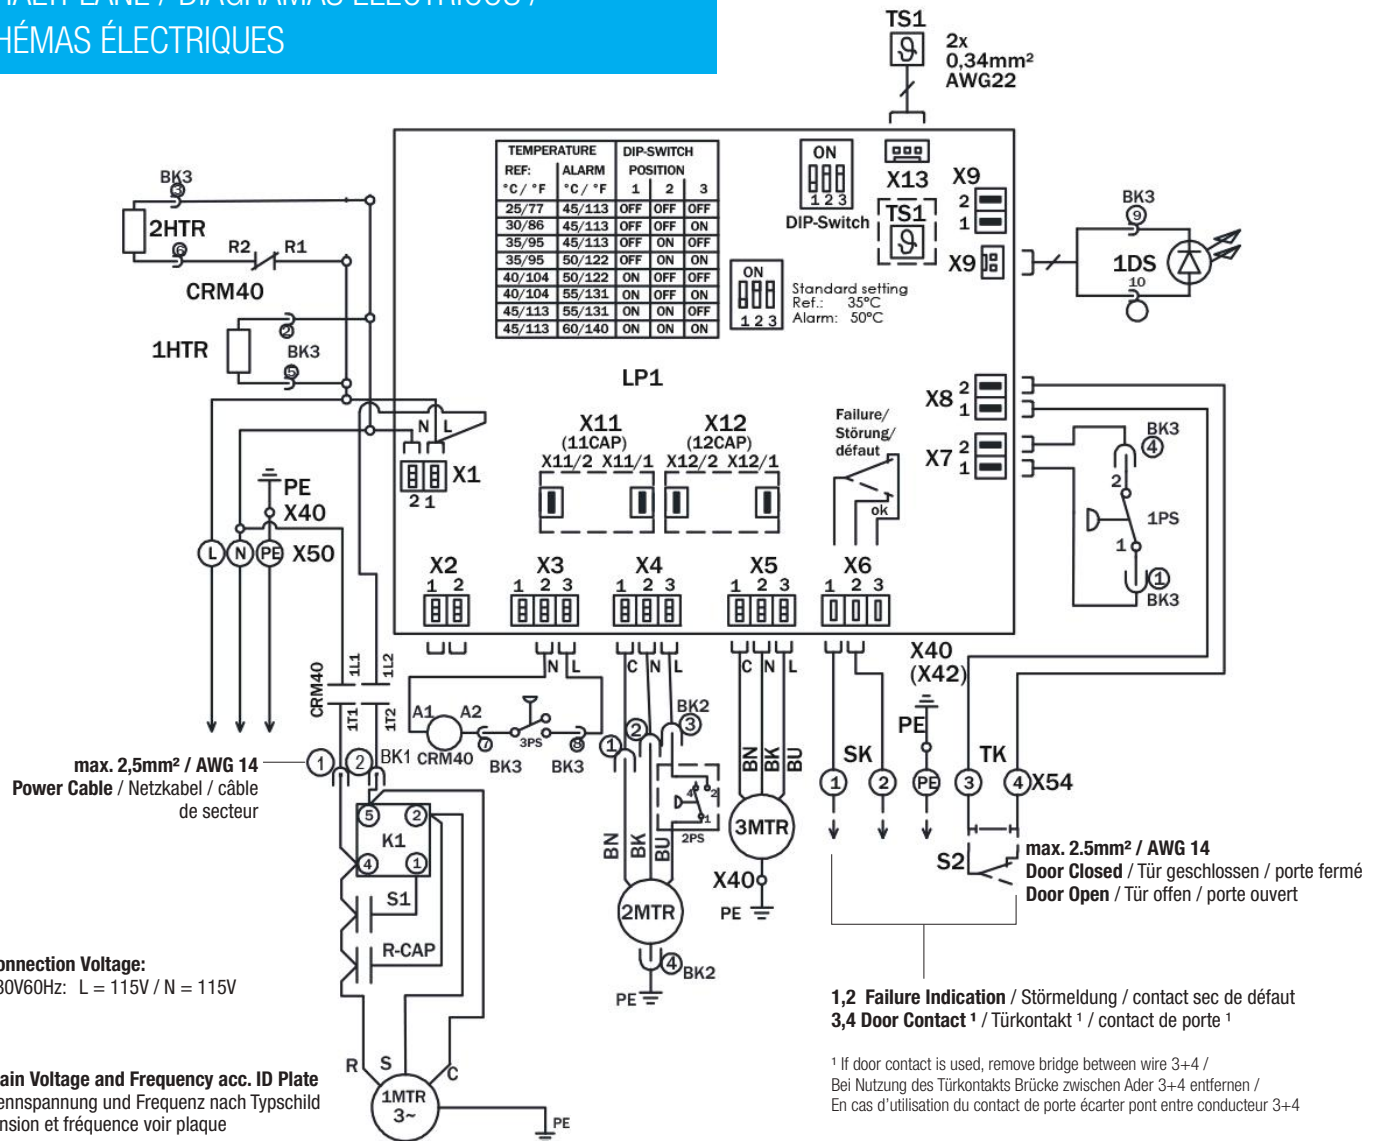 HALTPLÄNE / DIAGRAMAS ELÉCTRICOS /
HÉMAS ÉLECTRIQUES
TS1
2x
0,34mm²
AWG22
TEMPERATURE DIP-SWITCH
REF: ALARM POSITION
°C / °F °C / °F 1 2 3
25/77 45/113 OFF OFF OFF
30/86 45/113 OFF OFF ON
35/95 45/113 OFF ON OFF
35/95 50/122 OFF ON ON
40/104 50/122 ON OFF OFF
40/104 55/131 ON OFF ON
45/113 55/131 ON ON OFF
45/113 60/140 ON ON ON
ON
1 2 3
DIP-Switch
X13
TS1
X9
2
1
X9
ON
1 2 3
Standard setting
Ref.: 35°C
Alarm: 50°C
BK3
9
1DS
10
BK3
3
2HTR
6
R2 R1
CRM40
1HTR
2
BK3
5
LP1
N L
X1
2 1
X11
(11CAP)
X11/2 X11/1
X12
(12CAP)
X12/2 X12/1
Failure/
Störung/
défaut
ok
X8 2
1
X7 2
1
BK3
4
2
1PS
1
1
BK3
PE
X40
L N PE X50
X2
1 2
X3
1 2 3
X4
1 2 3
X5
1 2 3
X6
1 2 3
N L
C N L
C N L
X40
(X42)
PE
CRM40
1L1
1L2
1T1
1T2
A1 A2
CRM40
7
BK3
3PS
8
BK3
1
2
BK2
3
4 2
1
2PS
BN
BK
BU
2MTR
4
BK2
PE
BN
BK
BU
3MTR
X40
PE
SK
TK
1 2 PE 3 4 X54
S2
max. 2,5mm² / AWG 14
Power Cable / Netzkabel / câble
de secteur
1 2 BK1
5 2
K1
4 1
S1
R-CAP
R S C
1MTR
3~
PE
max. 2.5mm² / AWG 14
Door Closed / Tür geschlossen / porte fermé
Door Open / Tür offen / porte ouvert
onnection Voltage:
30V60Hz: L = 115V / N = 115V
ain Voltage and Frequency acc. ID Plate
ennspannung und Frequenz nach Typschild
nsion et fréquence voir plaque
1,2 Failure Indication / Störmeldung / contact sec de défaut
3,4 Door Contact ¹ / Türkontakt ¹ / contact de porte ¹
¹ If door contact is used, remove bridge between wire 3+4 /
Bei Nutzung des Türkontakts Brücke zwischen Ader 3+4 entfernen /
En cas d'utilisation du contact de porte écarter pont entre conducteur 3+4